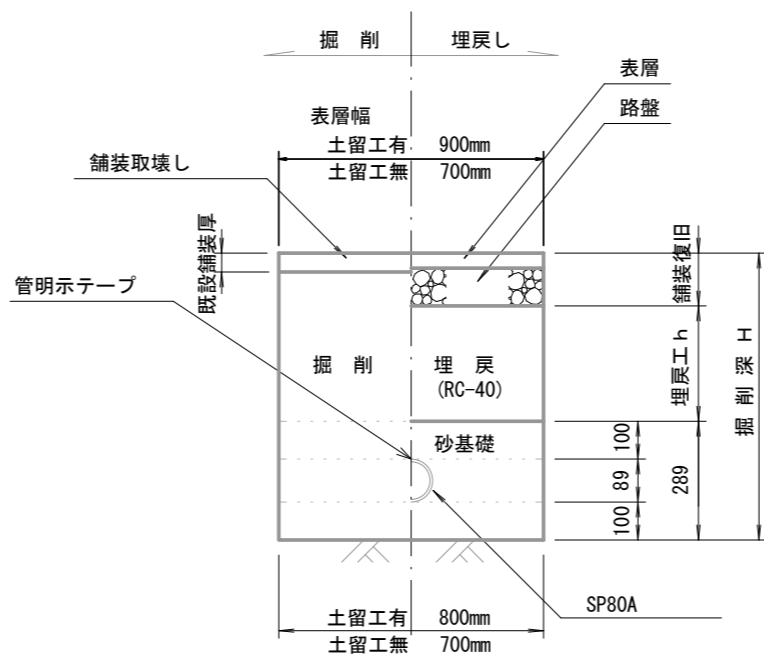 掘 削 埋戻し
表層
路盤
表層幅
土留工有 900mm
土留工無 700mm
舗装取壊し
既設舗装厚
舗装復旧
管明示テープ
掘 削
埋 戻
(RC-40)
埋戻工ｈ
掘 削 深 Ｈ
砂基礎
100
89
100
289
SP80A
土留工有 800mm
土留工無 700mm